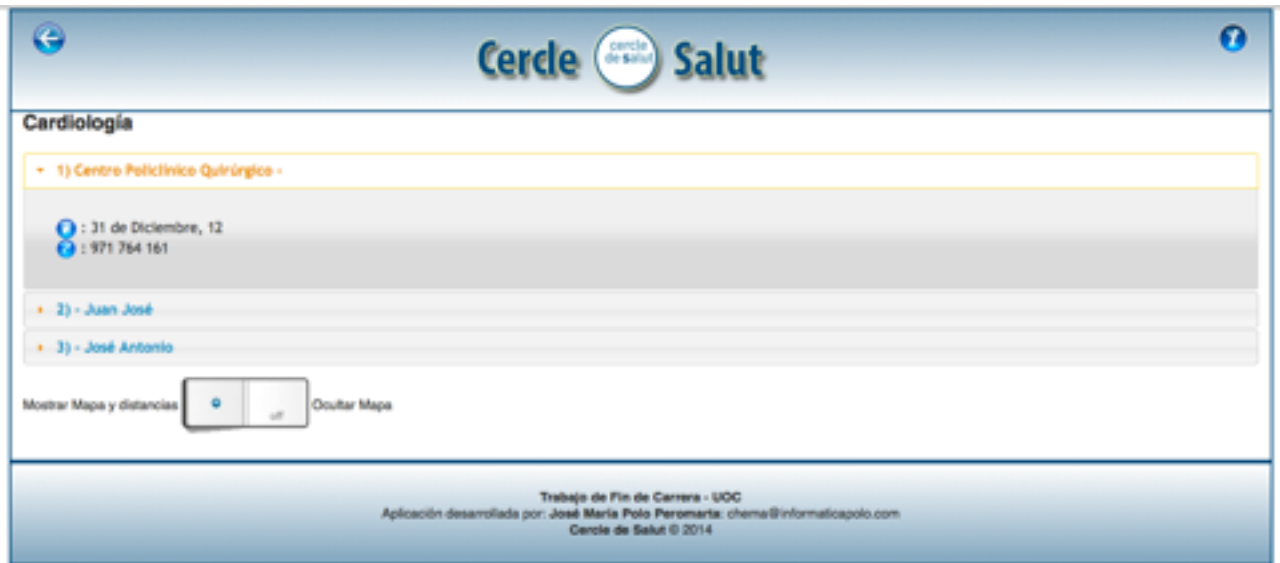 Cercle cercle de salut Salut
Cardiología
1) Centro Policlínico Quirúrgico -
: 31 de Diciembre, 12
: 971 764 161
2) - Juan José
3) - José Antonio
Mostrar Mapa y distancias off Ocultar Mapa
Trabajo de Fin de Carrera - UOC
Aplicación desarrollada por: José María Polo Peromarta: chema@informaticapolo.com
Cercle de Salut © 2014